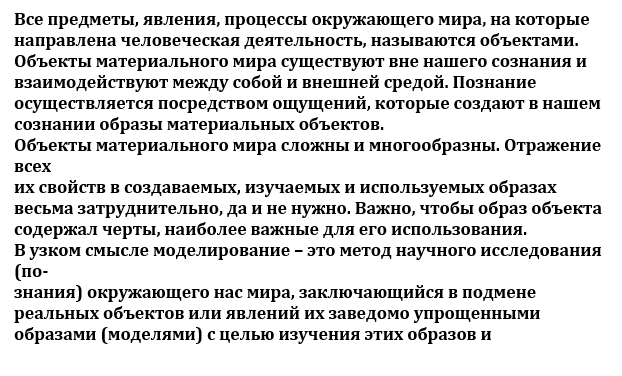 Все предметы, явления, процессы окружающего мира, на которые
направлена человеческая деятельность, называются объектами.
Объекты материального мира существуют вне нашего сознания и
взаимодействуют между собой и внешней средой. Познание
осуществляется посредством ощущений, которые создают в нашем
сознании образы материальных объектов.
Объекты материального мира сложны и многообразны. Отражение
всех
их свойств в создаваемых, изучаемых и используемых образах
весьма затруднительно, да и не нужно. Важно, чтобы образ объекта
содержал черты, наиболее важные для его использования.
В узком смысле моделирование – это метод научного исследования
(по-
знания) окружающего нас мира, заключающийся в подмене
реальных объектов или явлений их заведомо упрощенными
образами (моделями) с целью изучения этих образов и